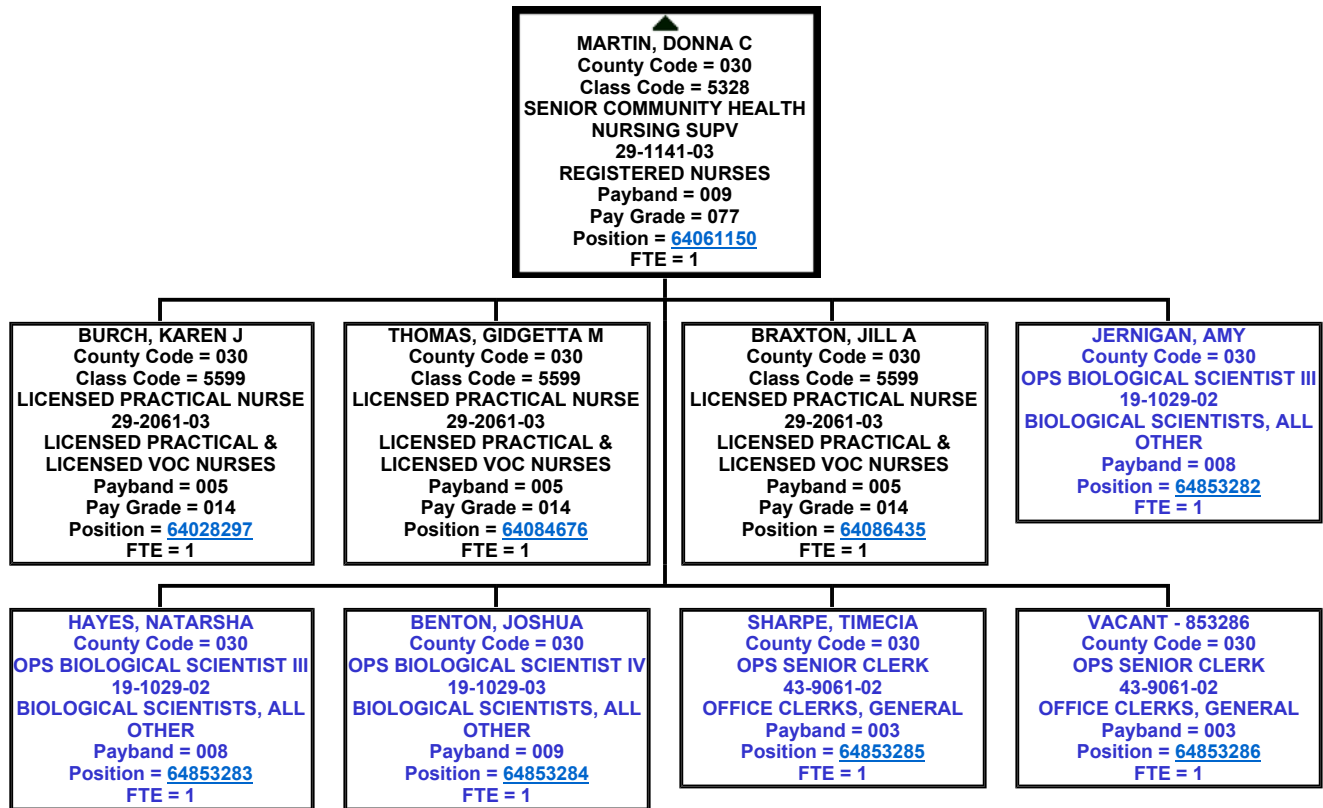 MARTIN, DONNA C
County Code = 030
Class Code = 5328
SENIOR COMMUNITY HEALTH
NURSING SUPV
29-1141-03
REGISTERED NURSES
Payband = 009
Pay Grade = 077
Position = 64061150
FTE = 1
BURCH, KAREN J
County Code = 030
Class Code = 5599
LICENSED PRACTICAL NURSE
29-2061-03
LICENSED PRACTICAL &
LICENSED VOC NURSES
Payband = 005
Pay Grade = 014
Position = 64028297
FTE = 1
THOMAS, GIDGETTA M
County Code = 030
Class Code = 5599
LICENSED PRACTICAL NURSE
29-2061-03
LICENSED PRACTICAL &
LICENSED VOC NURSES
Payband = 005
Pay Grade = 014
Position = 64084676
FTE = 1
BRAXTON, JILL A
County Code = 030
Class Code = 5599
LICENSED PRACTICAL NURSE
29-2061-03
LICENSED PRACTICAL &
LICENSED VOC NURSES
Payband = 005
Pay Grade = 014
Position = 64086435
FTE = 1
JERNIGAN, AMY
County Code = 030
OPS BIOLOGICAL SCIENTIST III
19-1029-02
BIOLOGICAL SCIENTISTS, ALL
OTHER
Payband = 008
Position = 64853282
FTE = 1
HAYES, NATARSHA
County Code = 030
OPS BIOLOGICAL SCIENTIST III
19-1029-02
BIOLOGICAL SCIENTISTS, ALL
OTHER
Payband = 008
Position = 64853283
FTE = 1
BENTON, JOSHUA
County Code = 030
OPS BIOLOGICAL SCIENTIST IV
19-1029-03
BIOLOGICAL SCIENTISTS, ALL
OTHER
Payband = 009
Position = 64853284
FTE = 1
SHARPE, TIMECIA
County Code = 030
OPS SENIOR CLERK
43-9061-02
OFFICE CLERKS, GENERAL
Payband = 003
Position = 64853285
FTE = 1
VACANT - 853286
County Code = 030
OPS SENIOR CLERK
43-9061-02
OFFICE CLERKS, GENERAL
Payband = 003
Position = 64853286
FTE = 1